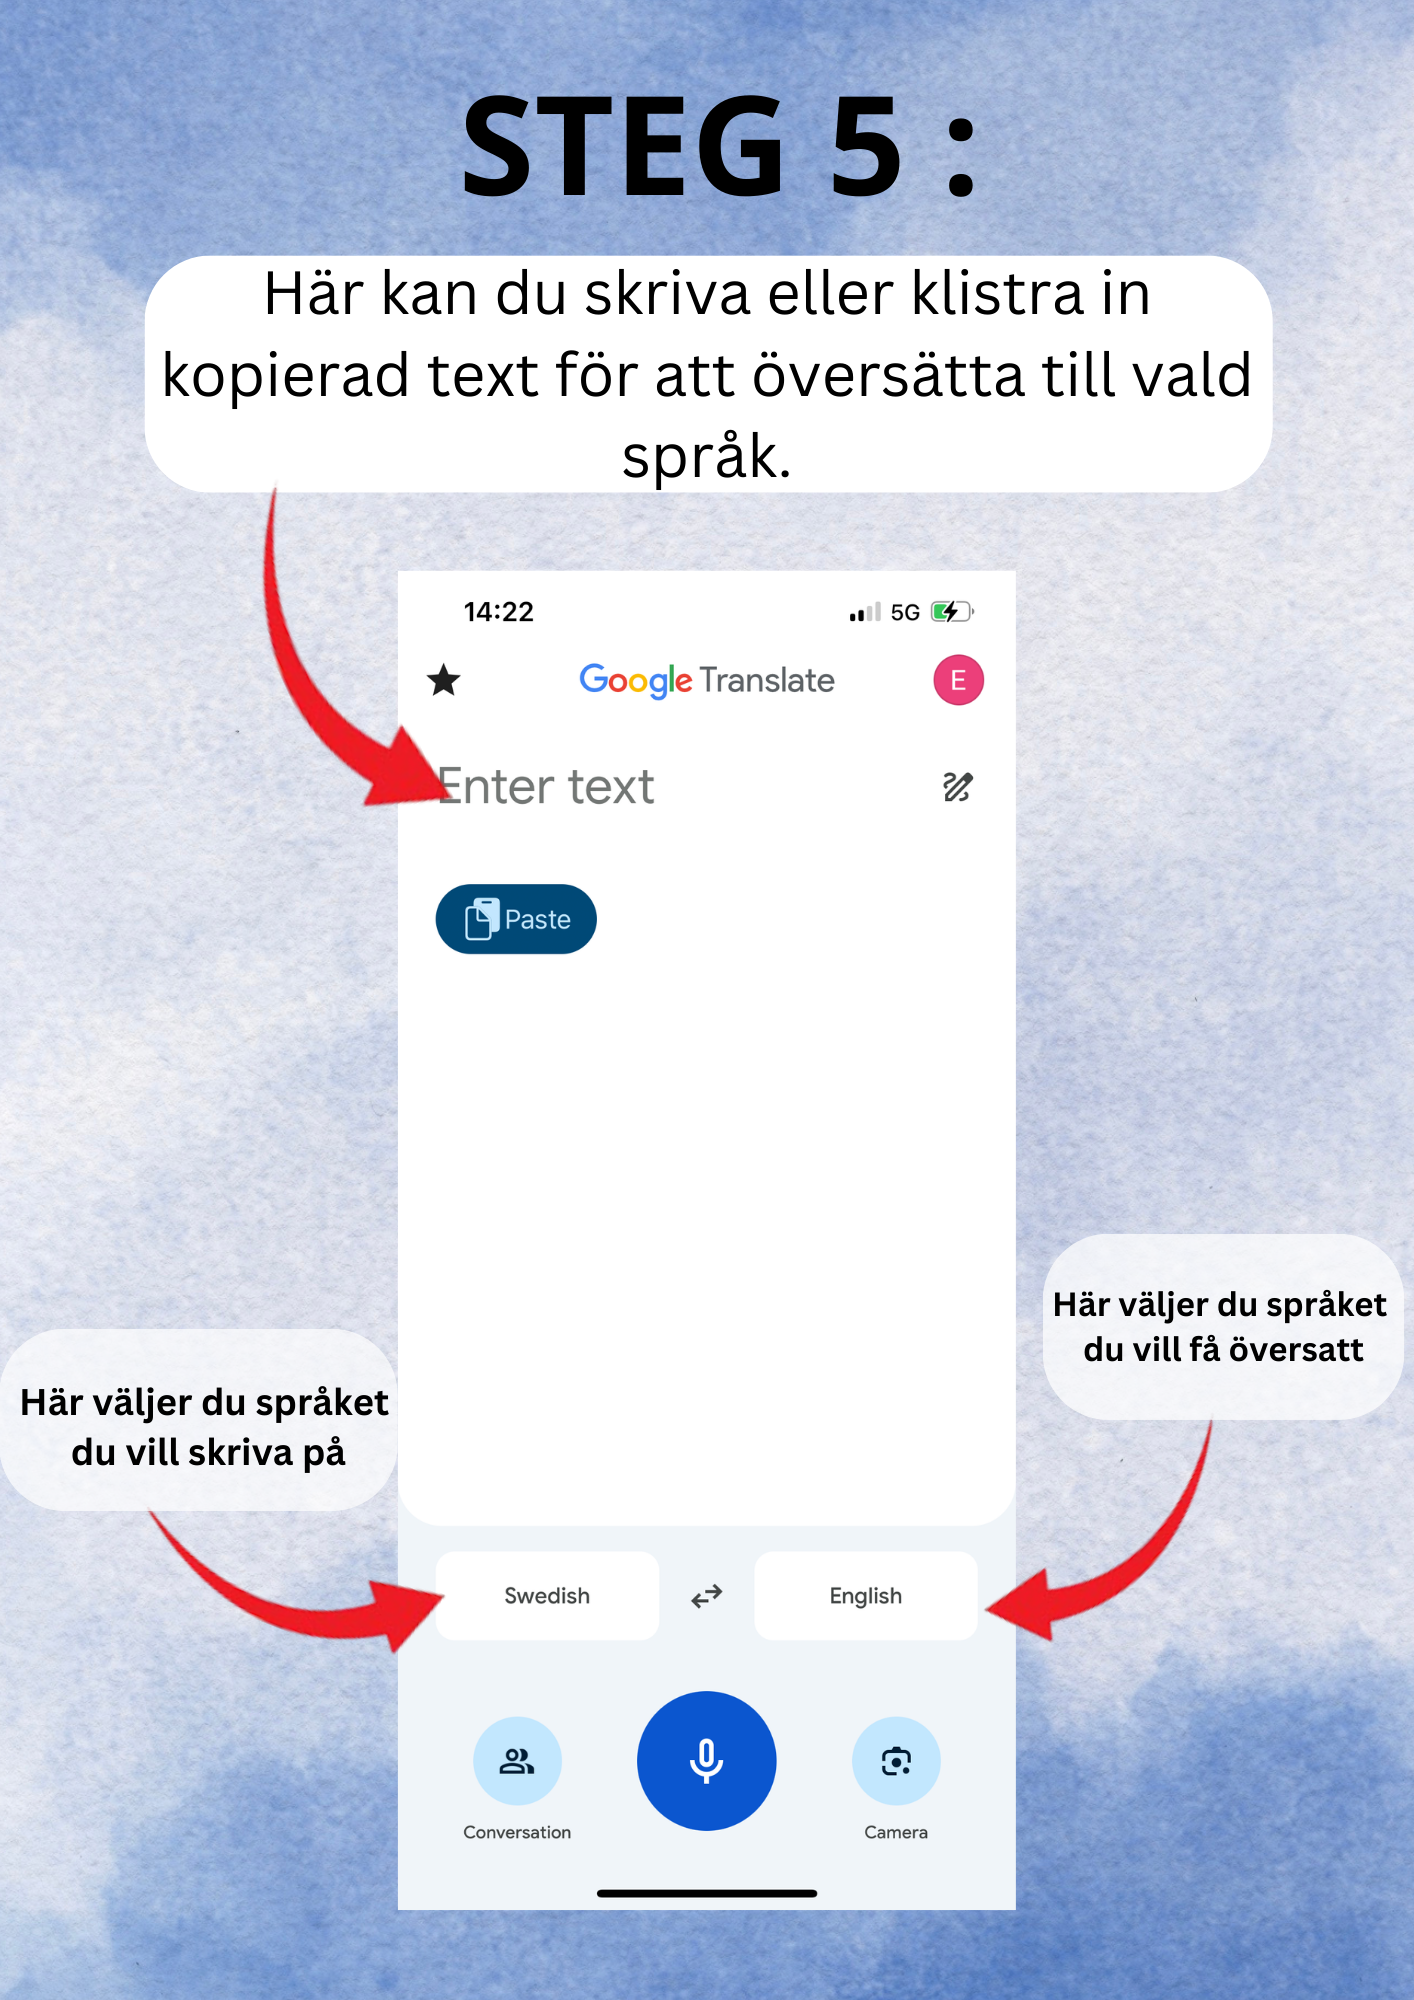 STEG 5 :
Här kan du skriva eller klistra in
kopierad text för att översätta till vald
språk.
14:22
5G
Google Translate
E
Enter text
Paste
Här väljer du språket
du vill få översatt
Här väljer du språket
du vill skriva på
Swedish
English
Conversation
Camera